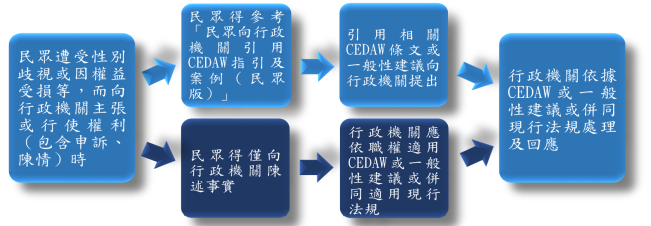 民眾遭受性別
歧視或因權益
受損等，而向
行政機關主張
或行使權利
（包含申訴、
陳情）時
民眾得參考
「民眾向行政
機關引用
CEDAW指引及
案例（民眾
版）」
引用相關
CEDAW條文或
一般性建議向
行政機關提出
民眾得僅向
行政機關陳
述事實
行政機關應
依職權適用
CEDAW或一般
性建議或併
同適用現行
法規
行政機關依據
CEDAW或一般
性建議或併同
現行法規處理
及回應